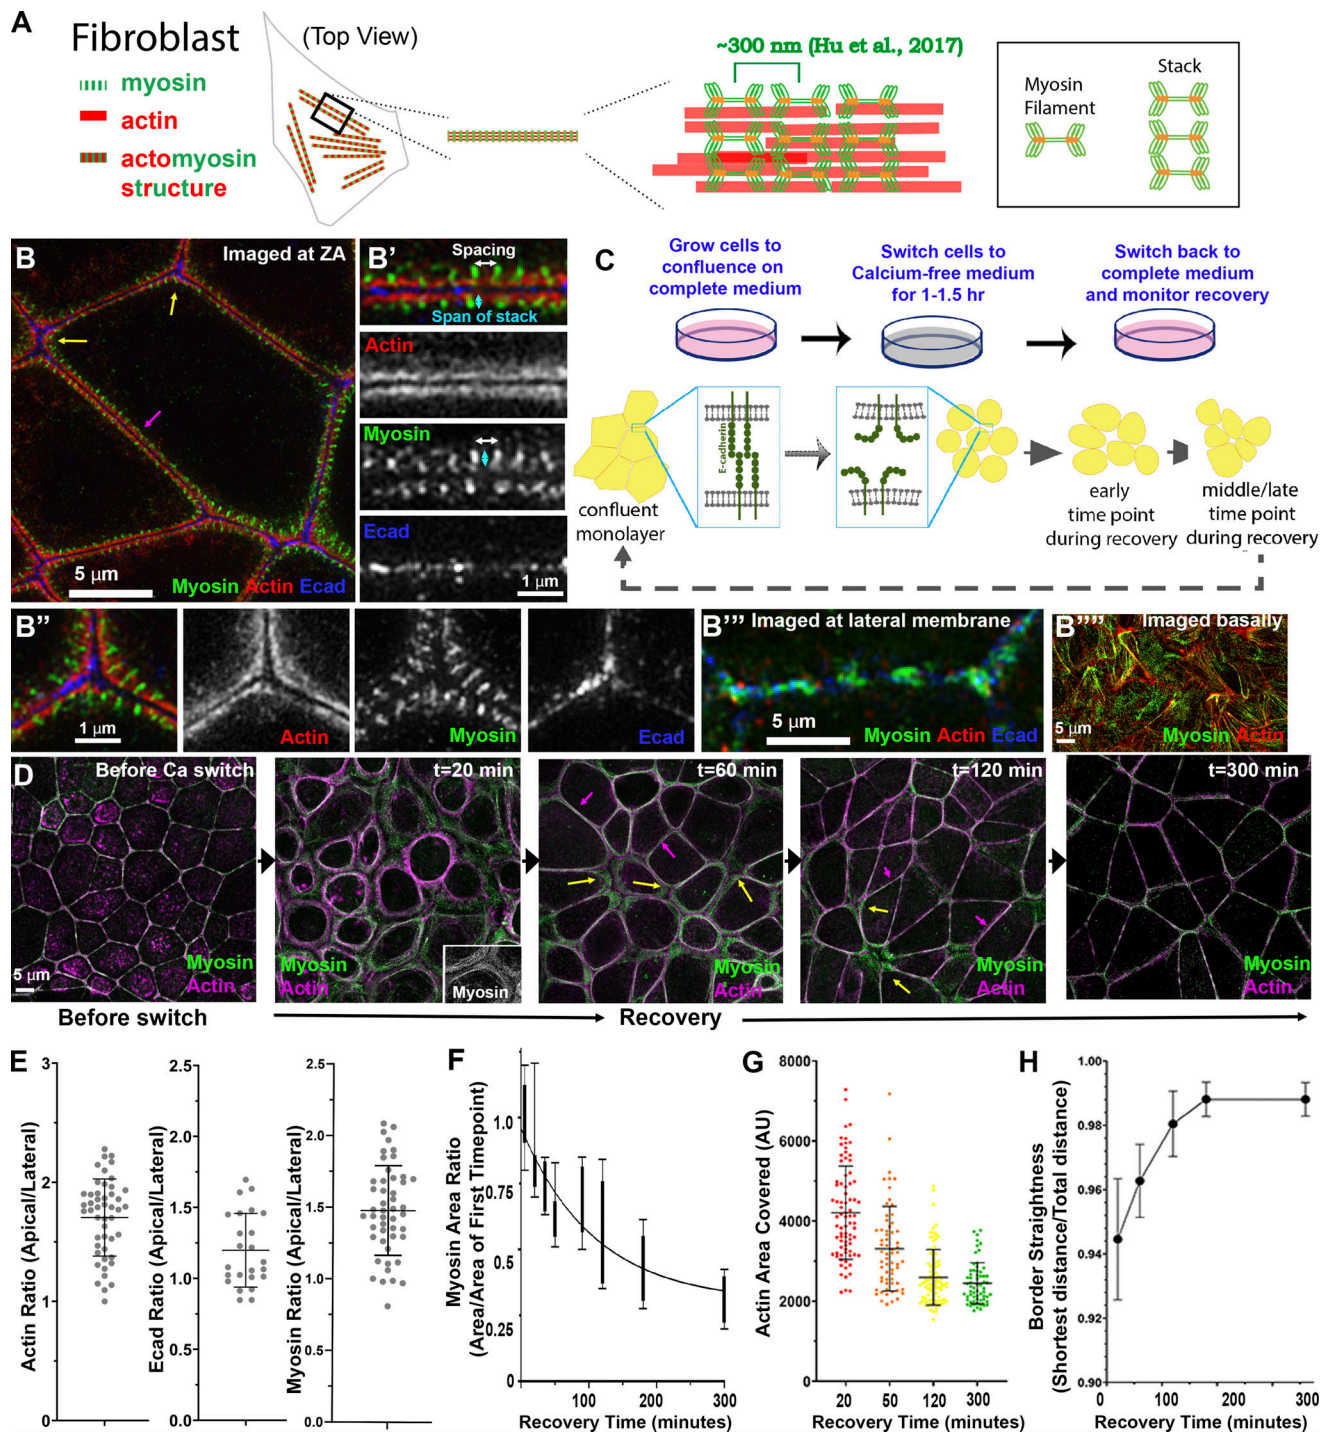 A
Fibroblast
(Top View)
myosin
actin
actomyosin
structure
~300 nm (Hu et al., 2017)
Myosin
Filament
Stack
B
Imaged at ZA
5 µm
Myosin Actin Ecad
B'
Spacing
Span of stack
Actin
Myosin
Ecad
1 µm
C
Grow cells to
confluence on
complete medium
Switch cells to
Calcium-free medium
for 1-1.5 hr
Switch back to
complete medium
and monitor recovery
E-cadherin
confluent
monolayer
early
time point
during recovery
middle/late
time point
during recovery
B''
1 µm
Actin
Myosin
Ecad
B''' Imaged at lateral membrane
5 µm
Myosin Actin Ecad
B'''' Imaged basally
5 µm
Myosin Actin
D
Before Ca switch
5 µm
Myosin
Actin
t=20 min
Myosin
Actin
Myosin
t=60 min
Myosin
Actin
t=120 min
Myosin
Actin
t=300 min
Myosin
Actin
Before switch
Recovery
E
Actin Ratio (Apical/Lateral)
3
2
1
0
Ecad Ratio (Apical/Lateral)
2.5
2.0
1.5
1.0
0.5
0.0
Myosin Ratio (Apical/Lateral)
2.5
2.0
1.5
1.0
0.5
0.0
F
Myosin Area Ratio
(Area/Area of First Timepoint)
1.0
0.75
0.5
0.25
0
100
200
300
Recovery Time (minutes)
G
Actin Area Covered (AU)
8000
6000
4000
2000
0
20
50
120
300
Recovery Time (minutes)
H
Border Straightness
(Shortest distance/Total distance)
1.00
0.98
0.96
0.94
0.92
0.90
0
100
200
300
Recovery Time (minutes)